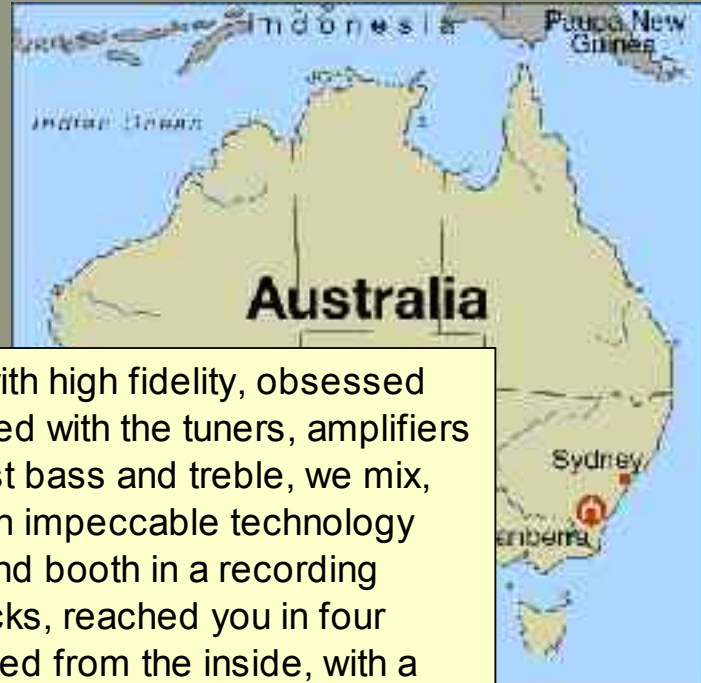 Indonesia
Papua New
Guinea
Indian Ocean
Australia
with high fidelity, obsessed
ed with the tuners, amplifiers
st bass and treble, we mix,
n impeccable technology
nd booth in a recording
cks, reached you in four
ed from the inside, with a
Sydney
anberra